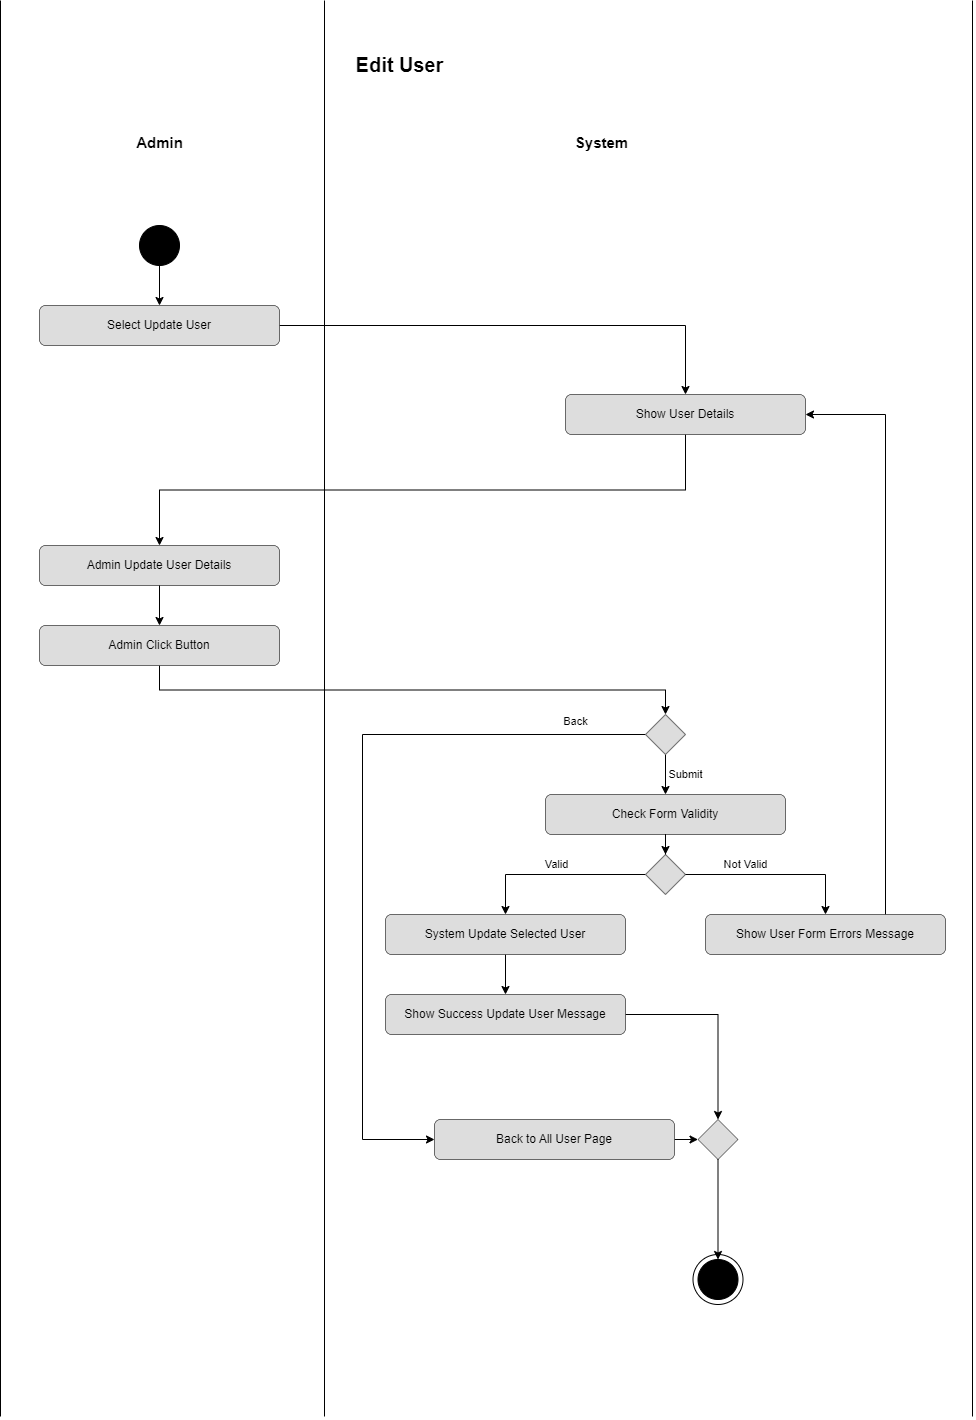 Edit User
Admin
System
Select Update User
Show User Details
Admin Update User Details
Admin Click Button
Back
Submit
Check Form Validity
Valid
Not Valid
System Update Selected User
Show User Form Errors Message
Show Success Update User Message
Back to All User Page